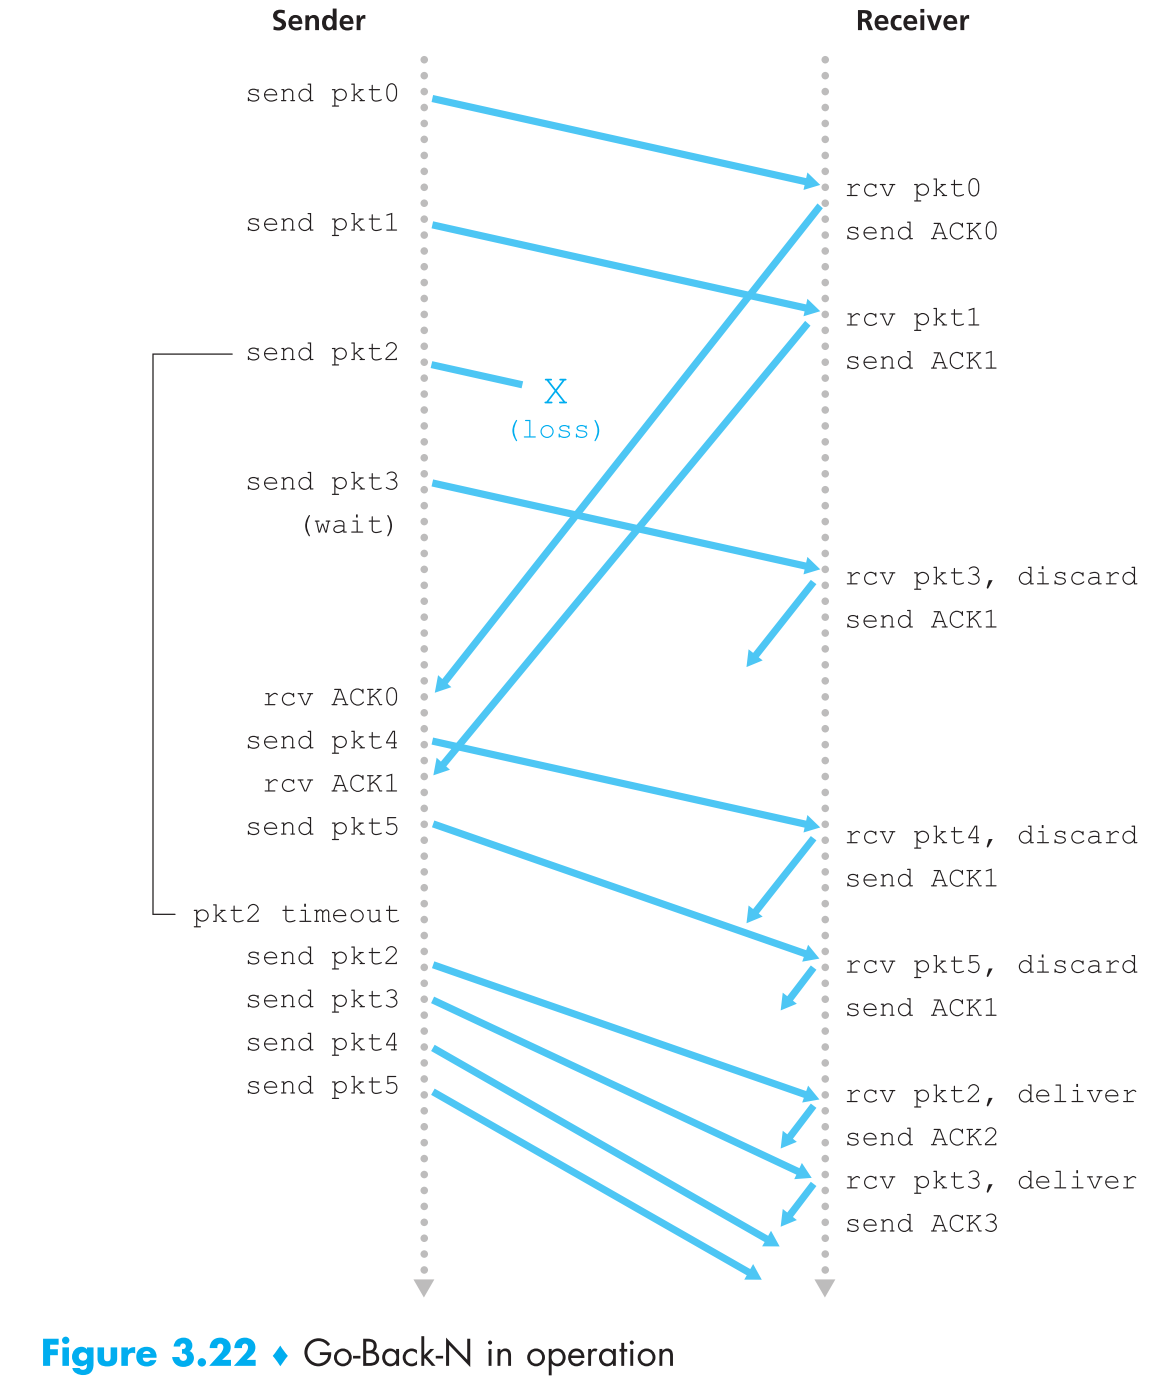 Sender
Receiver
send pkt0
rcv pkt0
send pkt1
send ACK0
rcv pkt1
send pkt2
send ACK1
X
(loss)
send pkt3
(wait)
rcv pkt3, discard
send ACK1
rcv ACK0
send pkt4
rcv ACK1
send pkt5
rcv pkt4, discard
send ACK1
pkt2 timeout
send pkt2
rcv pkt5, discard
send pkt3
send ACK1
send pkt4
send pkt5
rcv pkt2, deliver
send ACK2
rcv pkt3, deliver
send ACK3
Figure 3.22 ♦ Go-Back-N in operation